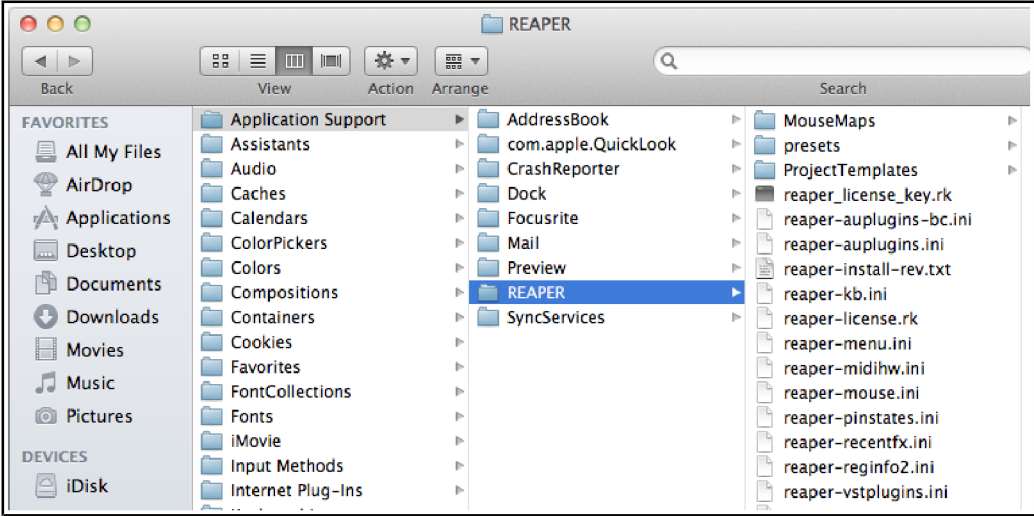 REAPER
Back
View
Action
Arrange
Search
FAVORITES
All My Files
AirDrop
Applications
Desktop
Documents
Downloads
Movies
Music
Pictures
DEVICES
iDisk
Application Support
Assistants
Audio
Caches
Calendars
ColorPickers
Colors
Compositions
Containers
Cookies
Favorites
FontCollections
Fonts
iMovie
Input Methods
Internet Plug-Ins
AddressBook
com.apple.QuickLook
CrashReporter
Dock
Focusrite
Mail
Preview
REAPER
SyncServices
MouseMaps
presets
ProjectTemplates
reaper_license_key.rk
reaper-auplugins-bc.ini
reaper-auplugins.ini
reaper-install-rev.txt
reaper-kb.ini
reaper-license.rk
reaper-menu.ini
reaper-midihw.ini
reaper-mouse.ini
reaper-pinstates.ini
reaper-recentfx.ini
reaper-reginfo2.ini
reaper-vstplugins.ini